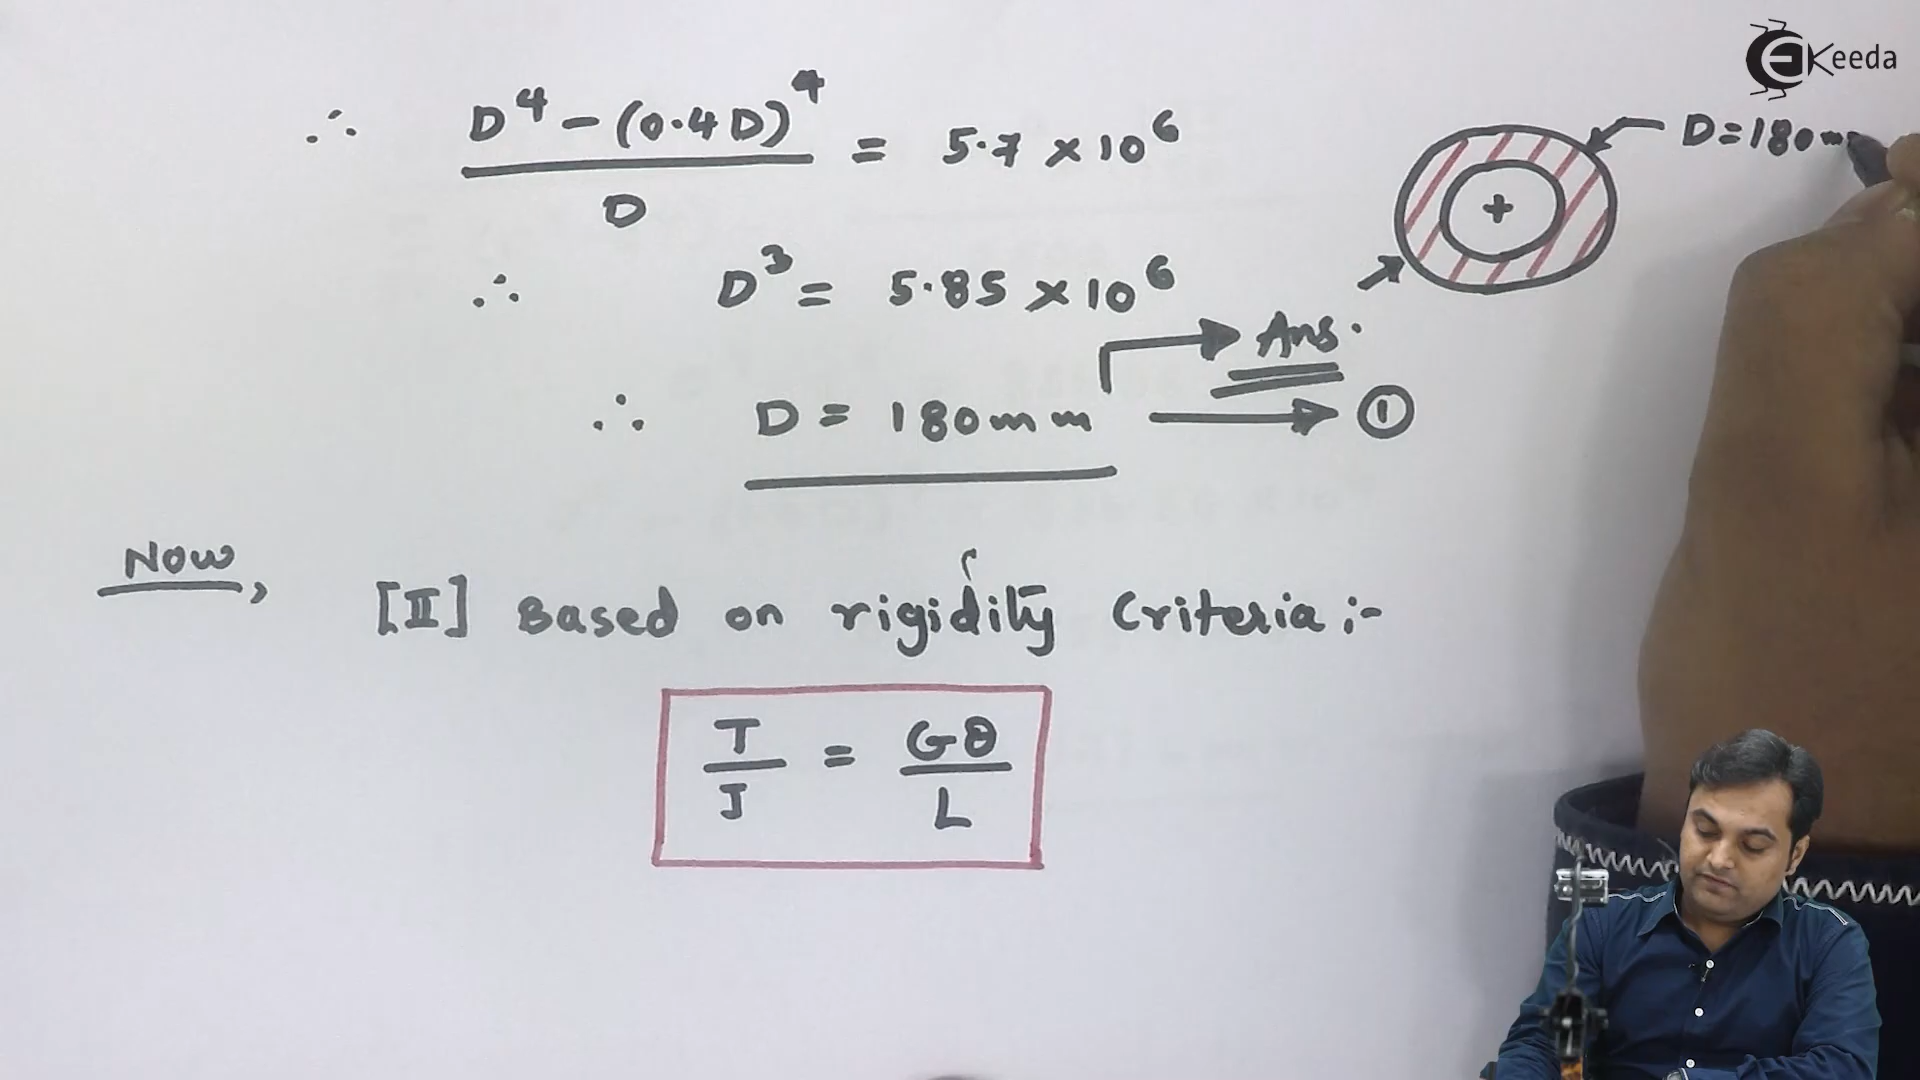 Keeda
∴ D⁴ - (0.4D)⁴ / D = 5.7 × 10⁶
D = 180m
∴ D³ = 5.85 × 10⁶
Ans.
∴ D = 180mm → ①
Now, [II] Based on rigidity Criteria :-
T/J = Gθ/L